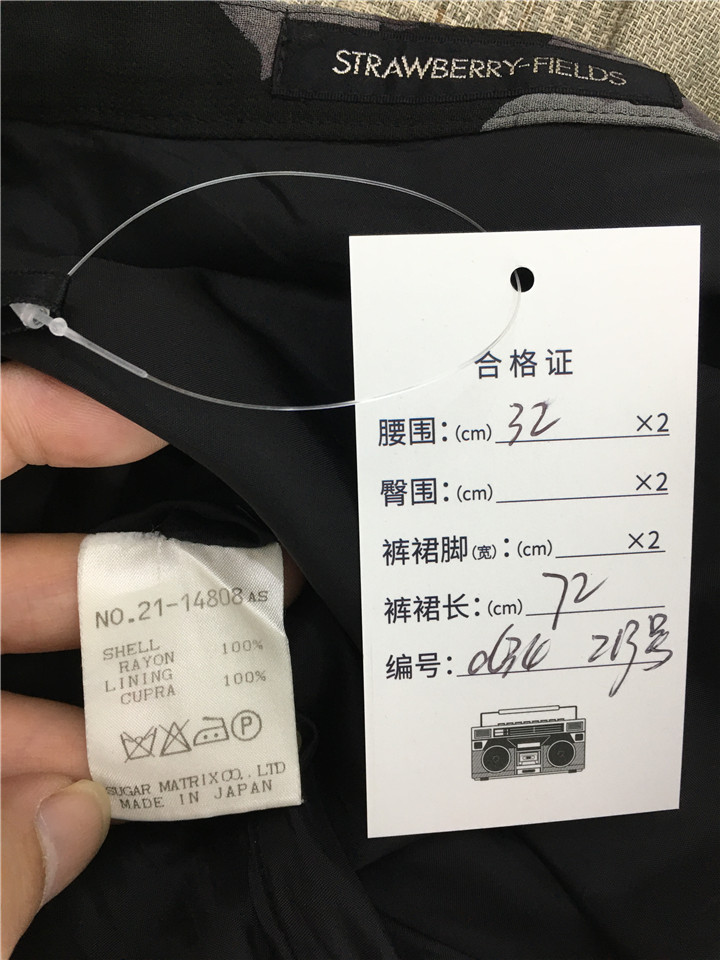 STRAWBERRY-FIELDS
合格证
腰围:(cm) 32 ×2
臀围:(cm) ×2
裤裙脚(宽):(cm) ×2
裤裙长:(cm) 72
编号:
NO.21-14808 AS
SHELL
RAYON 100%
LINING
CUPRA 100%
P
SUGAR MATRIX CO., LTD
MADE IN JAPAN